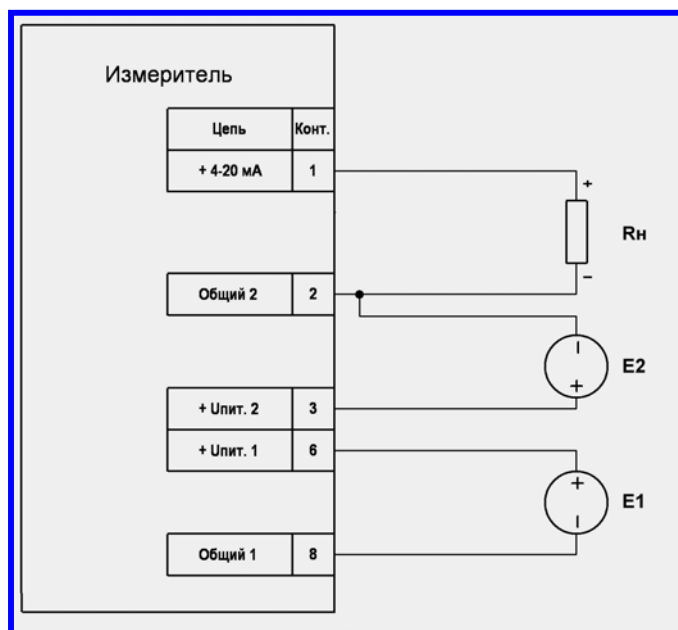 Измеритель
Цепь Конт.
+ 4-20 мА 1
+
Rн
−
Общий 2 2
−
E2
+
+ Uпит. 2 3
+ Uпит. 1 6
+
E1
−
Общий 1 8